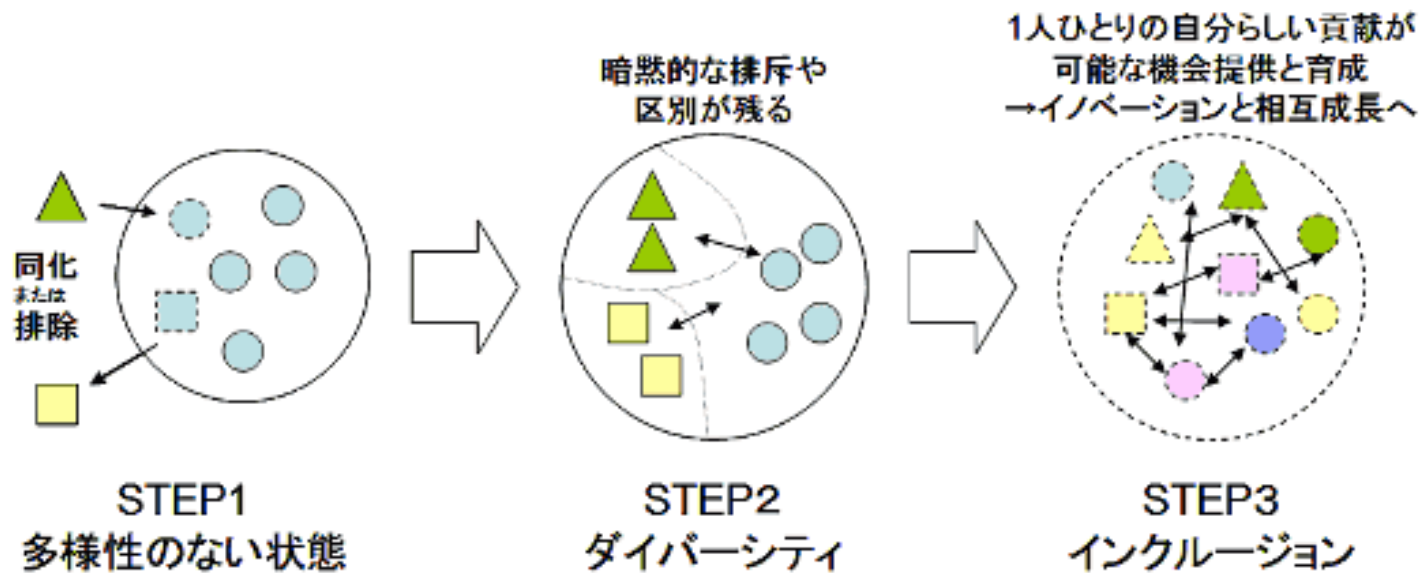 同化
または
排除
STEP1
多様性のない状態
暗黙的な排斥や
区別が残る
STEP2
ダイバーシティ
1人ひとりの自分らしい貢献が
可能な機会提供と育成
→イノベーションと相互成長へ
STEP3
インクルージョン